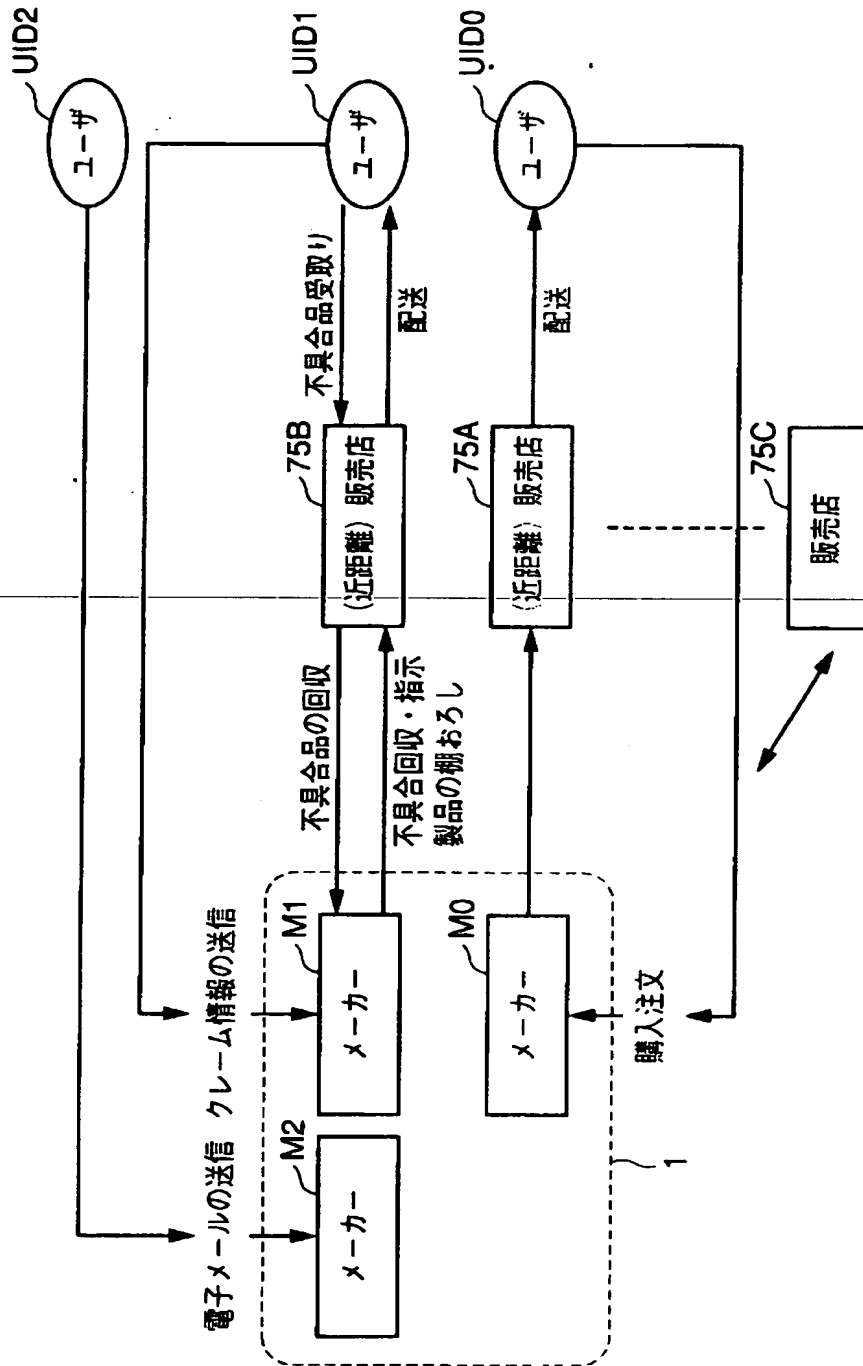 UID2
ユーザ
UID1
ユーザ
UID0
ユーザ
不具合品受取り
配送
配送
75B
(近距離) 販売店
75A
(近距離) 販売店
75C
販売店
不具合品の回収
不具合回収・指示
製品の棚おろし
電子メールの送信
クレーム情報の送信
M2
メーカー
M1
メーカー
M0
メーカー
購入注文
1